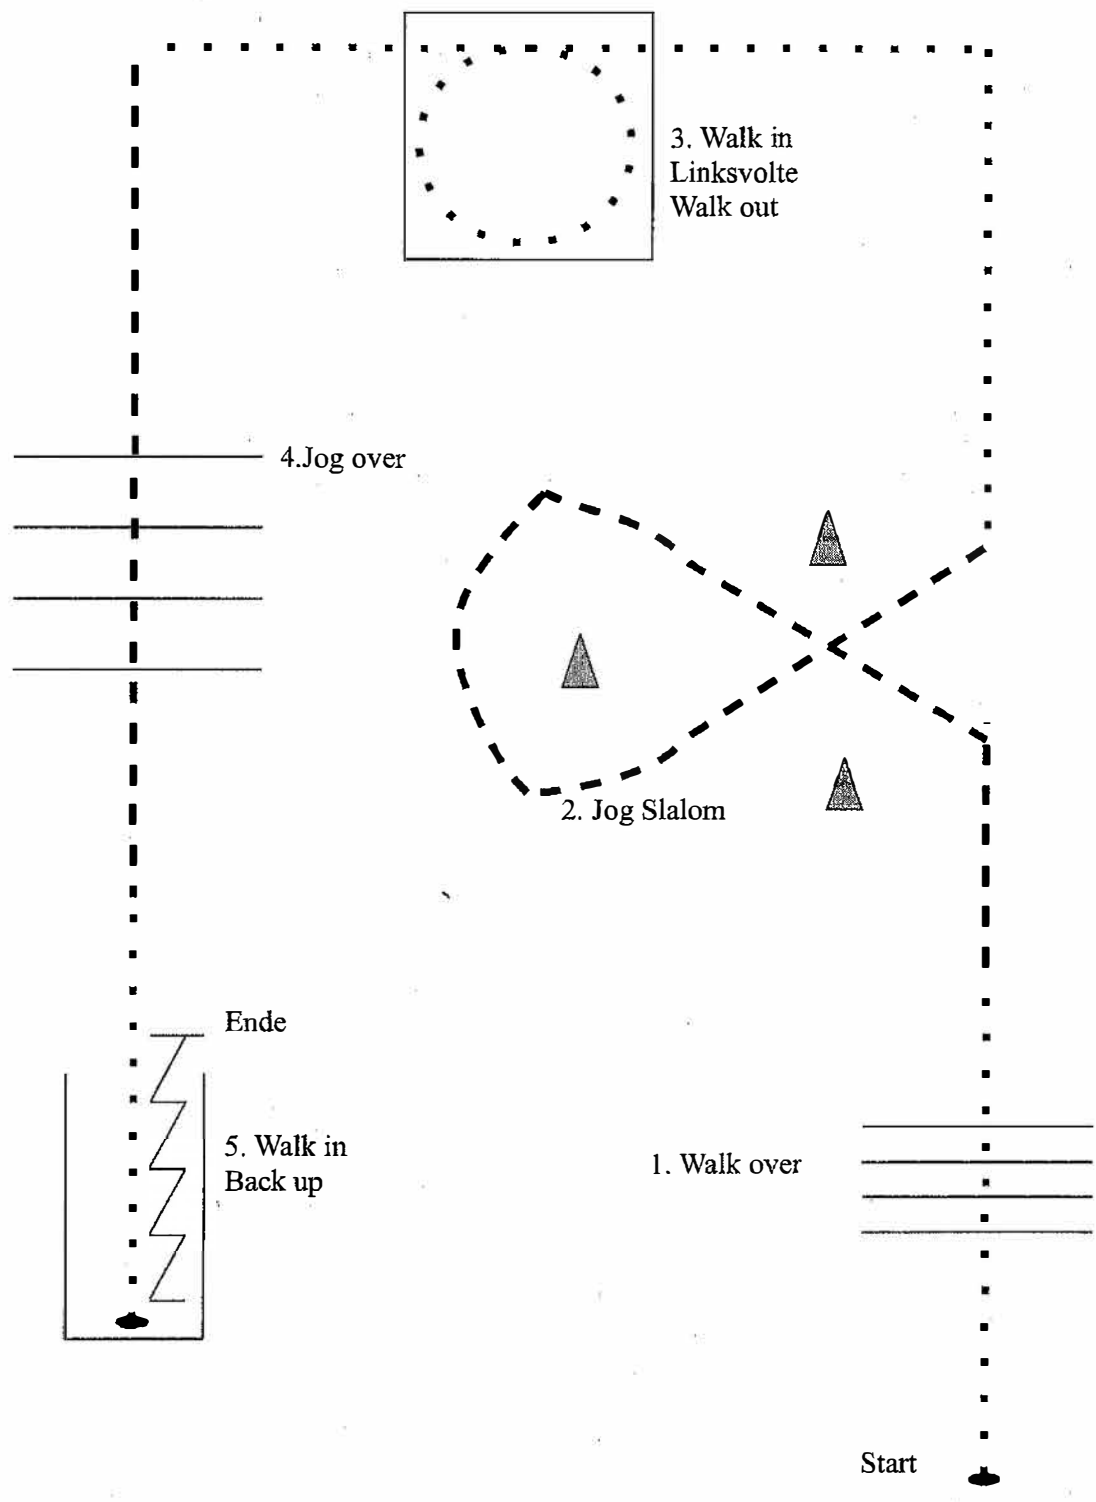 3. Walk in
Linksvolte
Walk out
4.Jog over
2. Jog Slalom
Ende
5. Walk in
Back up
1. Walk over
Start